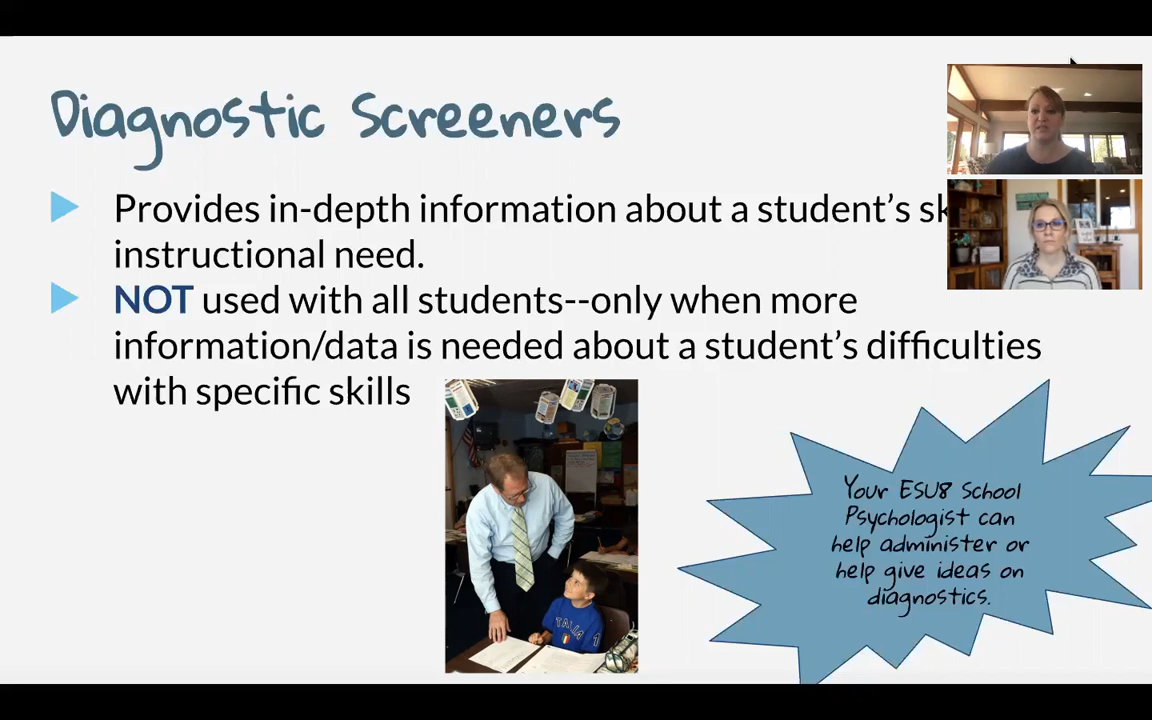 Diagnostic Screeners
Provides in-depth information about a student's
instructional need.
NOT used with all students--only when more
information/data is needed about a student's difficulties
with specific skills
Your ESU8 School
Psychologist can
help administer or
help give ideas on
diagnostics.
ITALIA